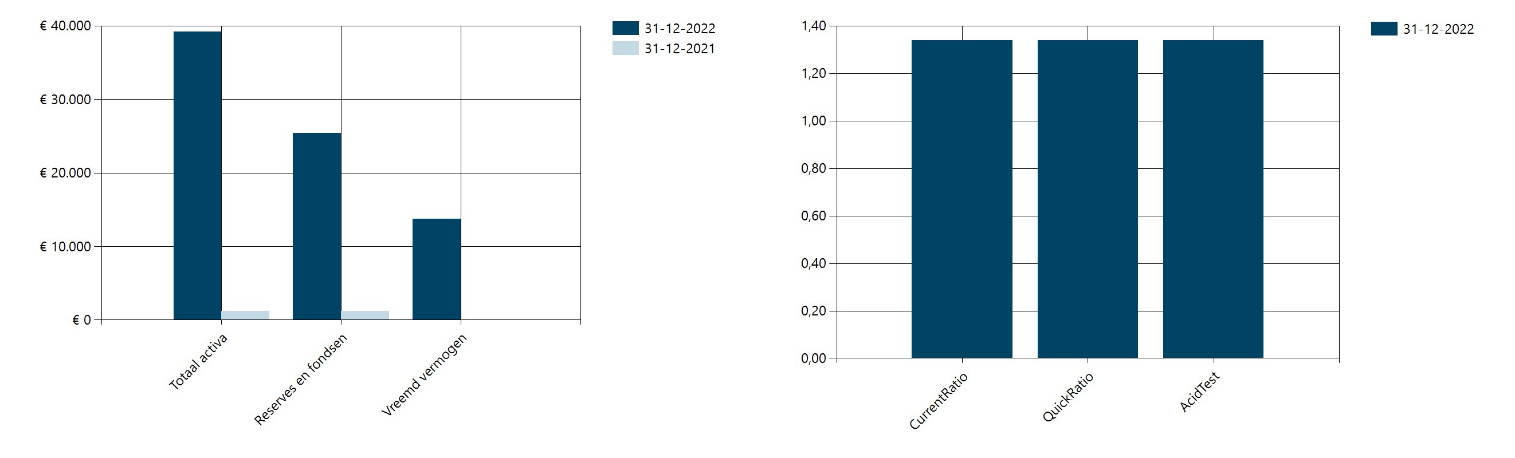 € 40.000
€ 30.000
€ 20.000
€ 10.000
€ 0
Totaal activa
Reserves en fondsen
Vreemd vermogen
31-12-2022
31-12-2021
1,40
1,20
1,00
0,80
0,60
0,40
0,20
0,00
CurrentRatio
QuickRatio
AcidTest
31-12-2022